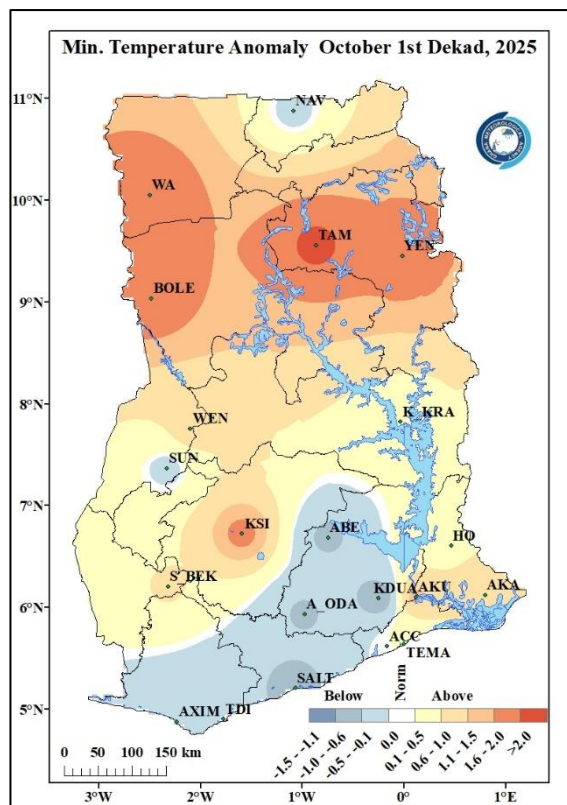 Min. Temperature Anomaly October 1st Dekad, 2025
11°N
NAV
10°N
WA
TAM
YEN
9°N
BOLE
8°N
K_KRA
WEN
SUN
7°N
KSI
ABE
HO
6°N
S_BEK
KDUA
AKU
AKA
A_ODA
ACC
TEMA
5°N
SALT
AXIM
TDI
Below
Norm
Above
-1.5 - -1.1
-1.0 - -0.6
-0.5 - -0.1
0.0
0.1 - 0.5
0.6 - 1.0
1.1 - 1.5
1.6 - 2.0
>2.0
0 50 100 150 km
3°W
2°W
1°W
0°
1°E